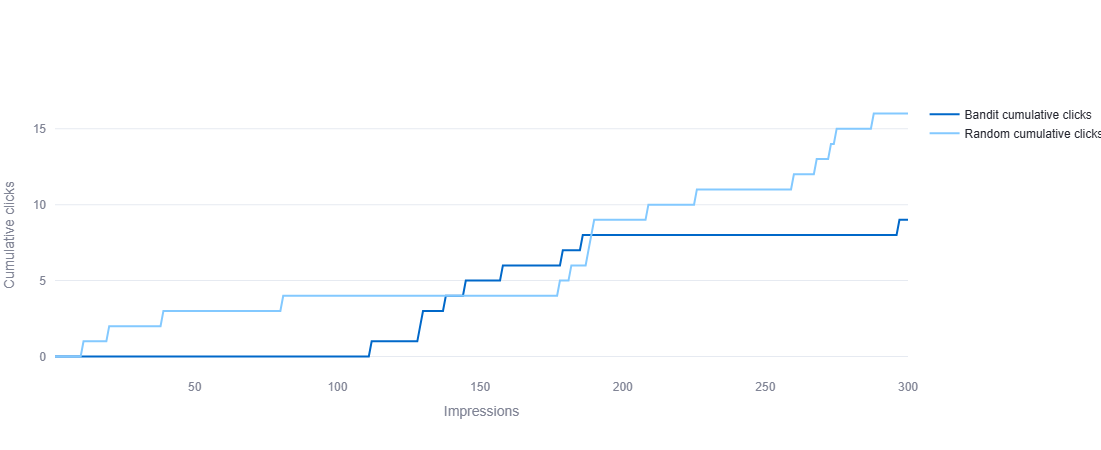 15
10
5
0
Cumulative clicks
50 100 150 200 250 300
Impressions
Bandit cumulative clicks
Random cumulative clicks